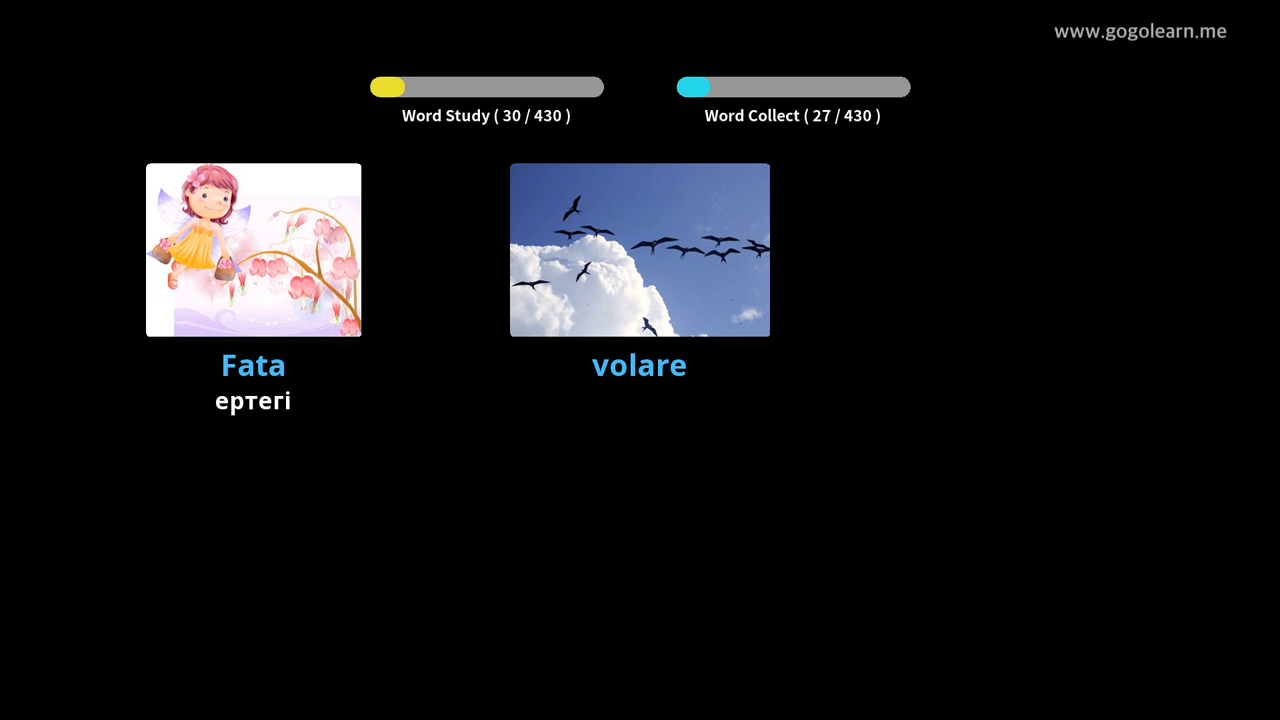 www.gogolearn.me
Word Study ( 30 / 430 )
Word Collect ( 27 / 430 )
Fata
ертегі
volare